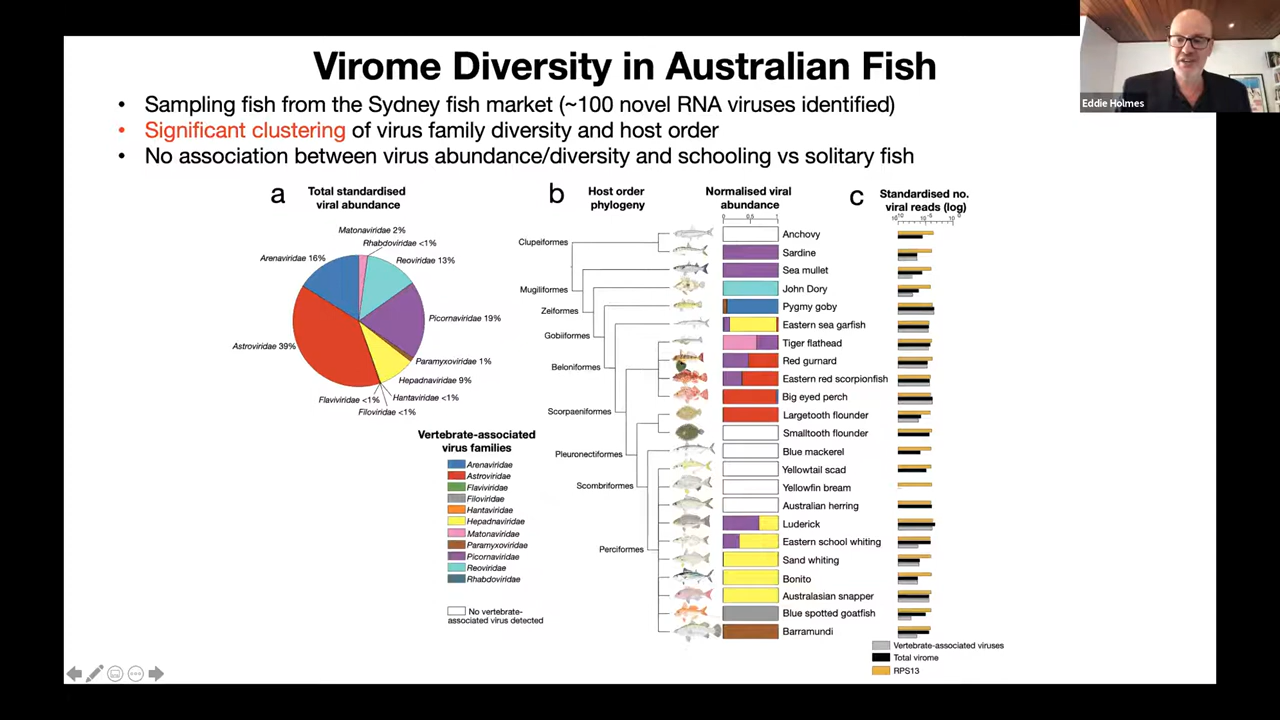 Eddie Holmes
Virome Diversity in Australian Fish
• Sampling fish from the Sydney fish market (~100 novel RNA viruses identified)
• Significant clustering of virus family diversity and host order
• No association between virus abundance/diversity and schooling vs solitary fish
a
Total standardised
viral abundance
Matonaviridae 2%
Rhabdoviridae <1%
Arenaviridae 16%
Reoviridae 13%
Picornaviridae 19%
Astroviridae 39%
Paramyxoviridae 1%
Hepadnaviridae 9%
Flaviviridae <1%
Hantaviridae <1%
Filoviridae <1%
Vertebrate-associated
virus families
Arenaviridae
Astroviridae
Flaviviridae
Filoviridae
Hantaviridae
Hepadnaviridae
Matonaviridae
Paramyxoviridae
Picornaviridae
Reoviridae
Rhabdoviridae
No vertebrate-
associated virus detected
b
Host order
phylogeny
Clupeiformes
Mugiliformes
Zeiformes
Gobiiformes
Beloniformes
Scorpaeniformes
Pleuronectiformes
Scombriformes
Perciformes
Normalised viral
abundance
0 0.5 1
Anchovy
Sardine
Sea mullet
John Dory
Pygmy goby
Eastern sea garfish
Tiger flathead
Red gurnard
Eastern red scorpionfish
Big eyed perch
Largetooth flounder
Smalltooth flounder
Blue mackerel
Yellowtail scad
Yellowfin bream
Australian herring
Luderick
Eastern school whiting
Sand whiting
Bonito
Australasian snapper
Blue spotted goatfish
Barramundi
c
Standardised no.
viral reads (log)
Vertebrate-associated viruses
Total virome
RPS13